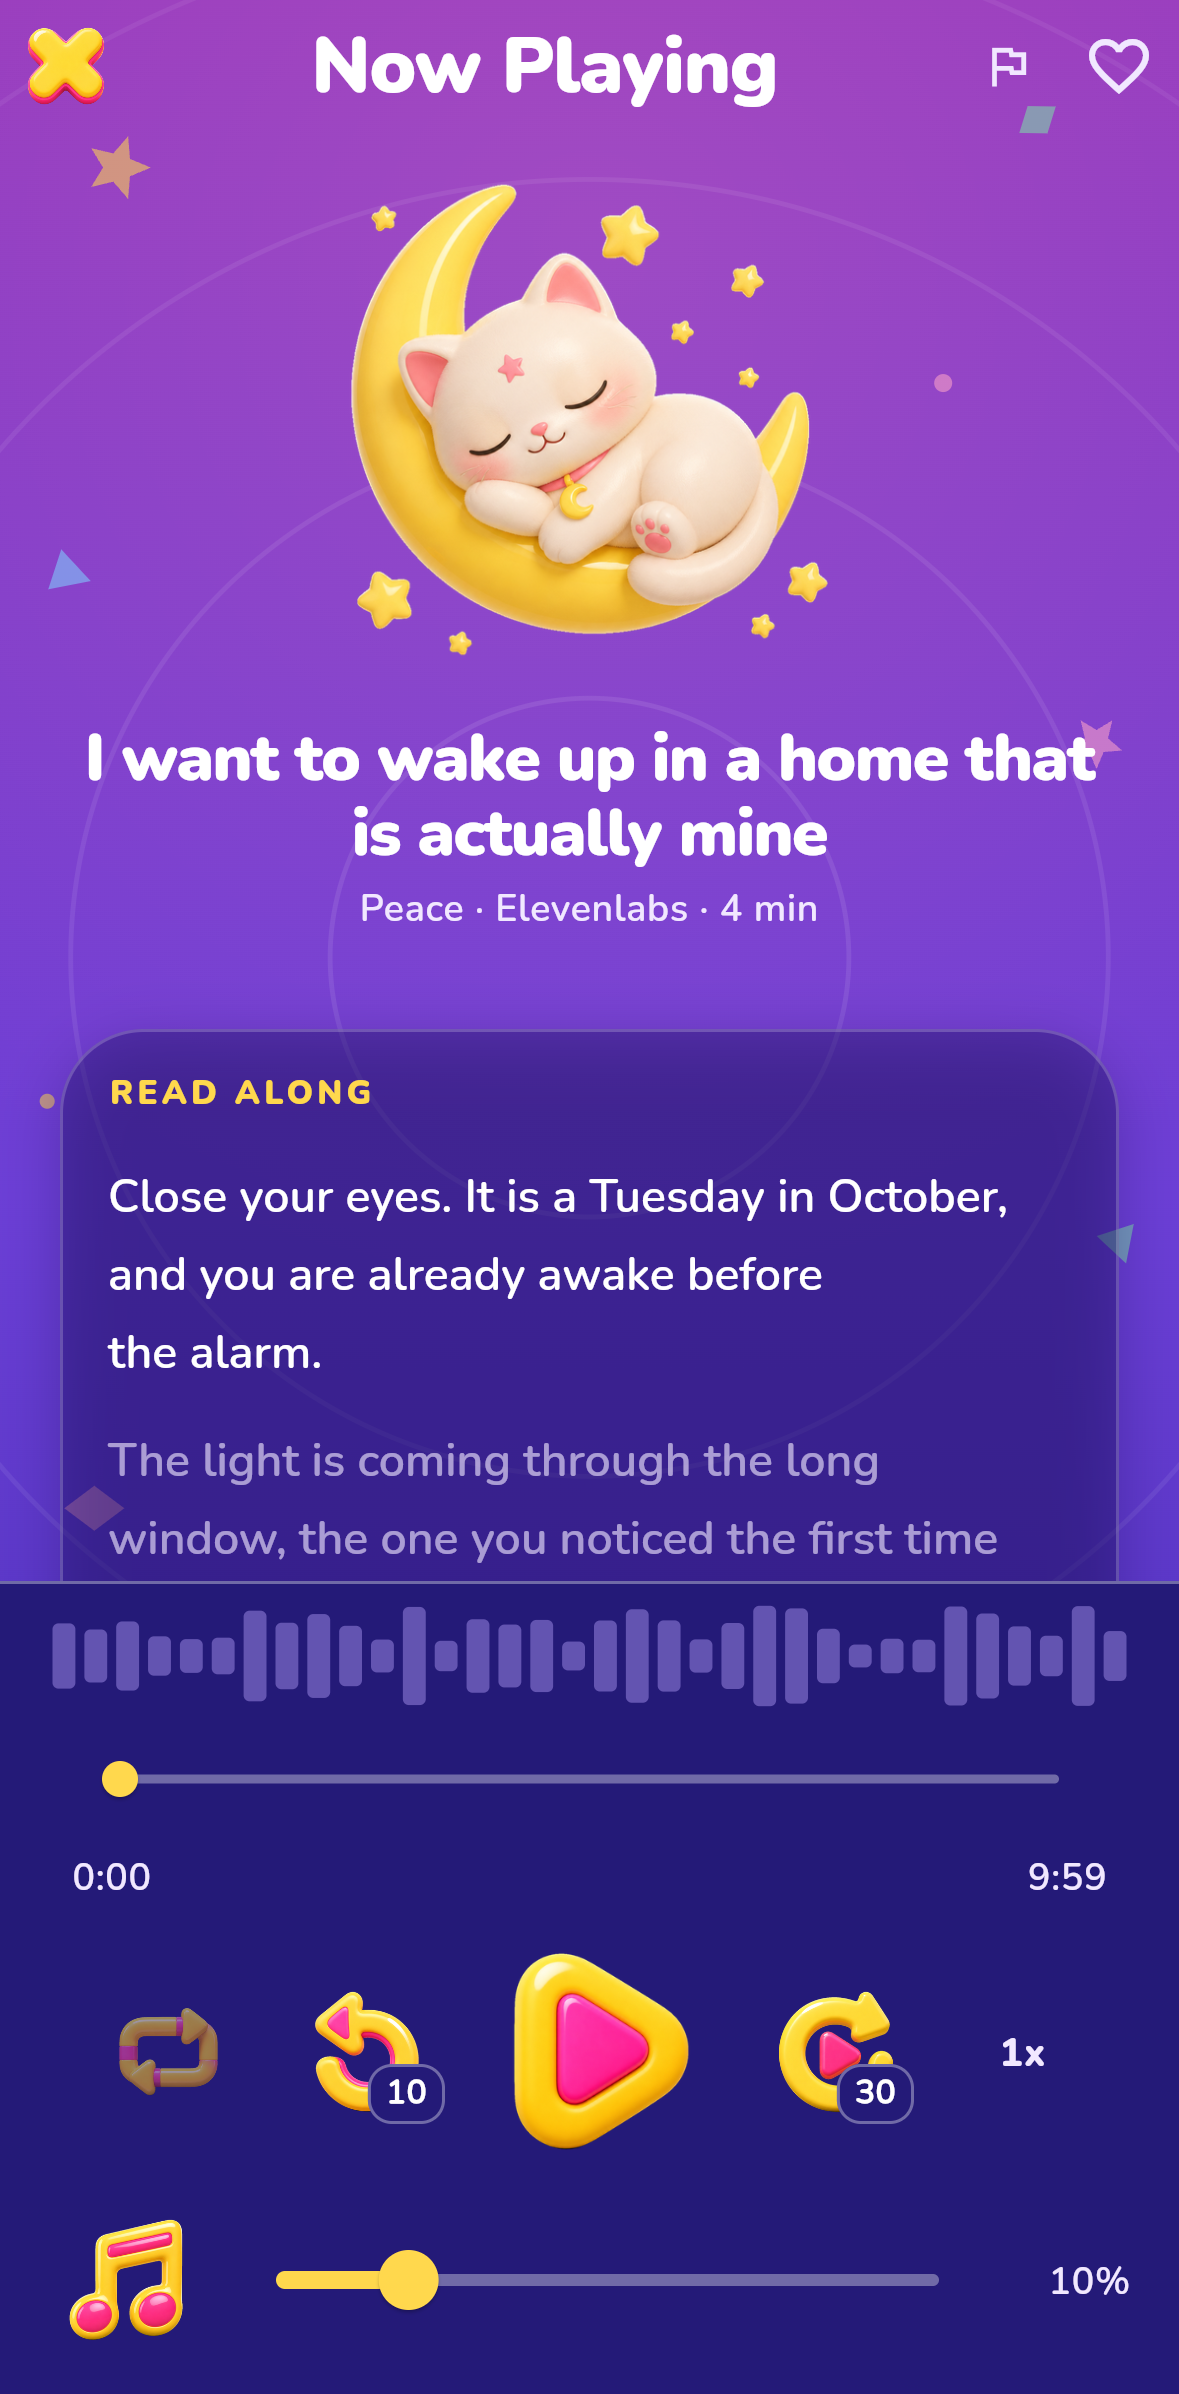 Now Playing
I want to wake up in a home that
is actually mine
Peace · Elevenlabs · 4 min
READ ALONG
Close your eyes. It is a Tuesday in October,
and you are already awake before
the alarm.
The light is coming through the long
window, the one you noticed the first time
0:00
9:59
10
30
1x
10%